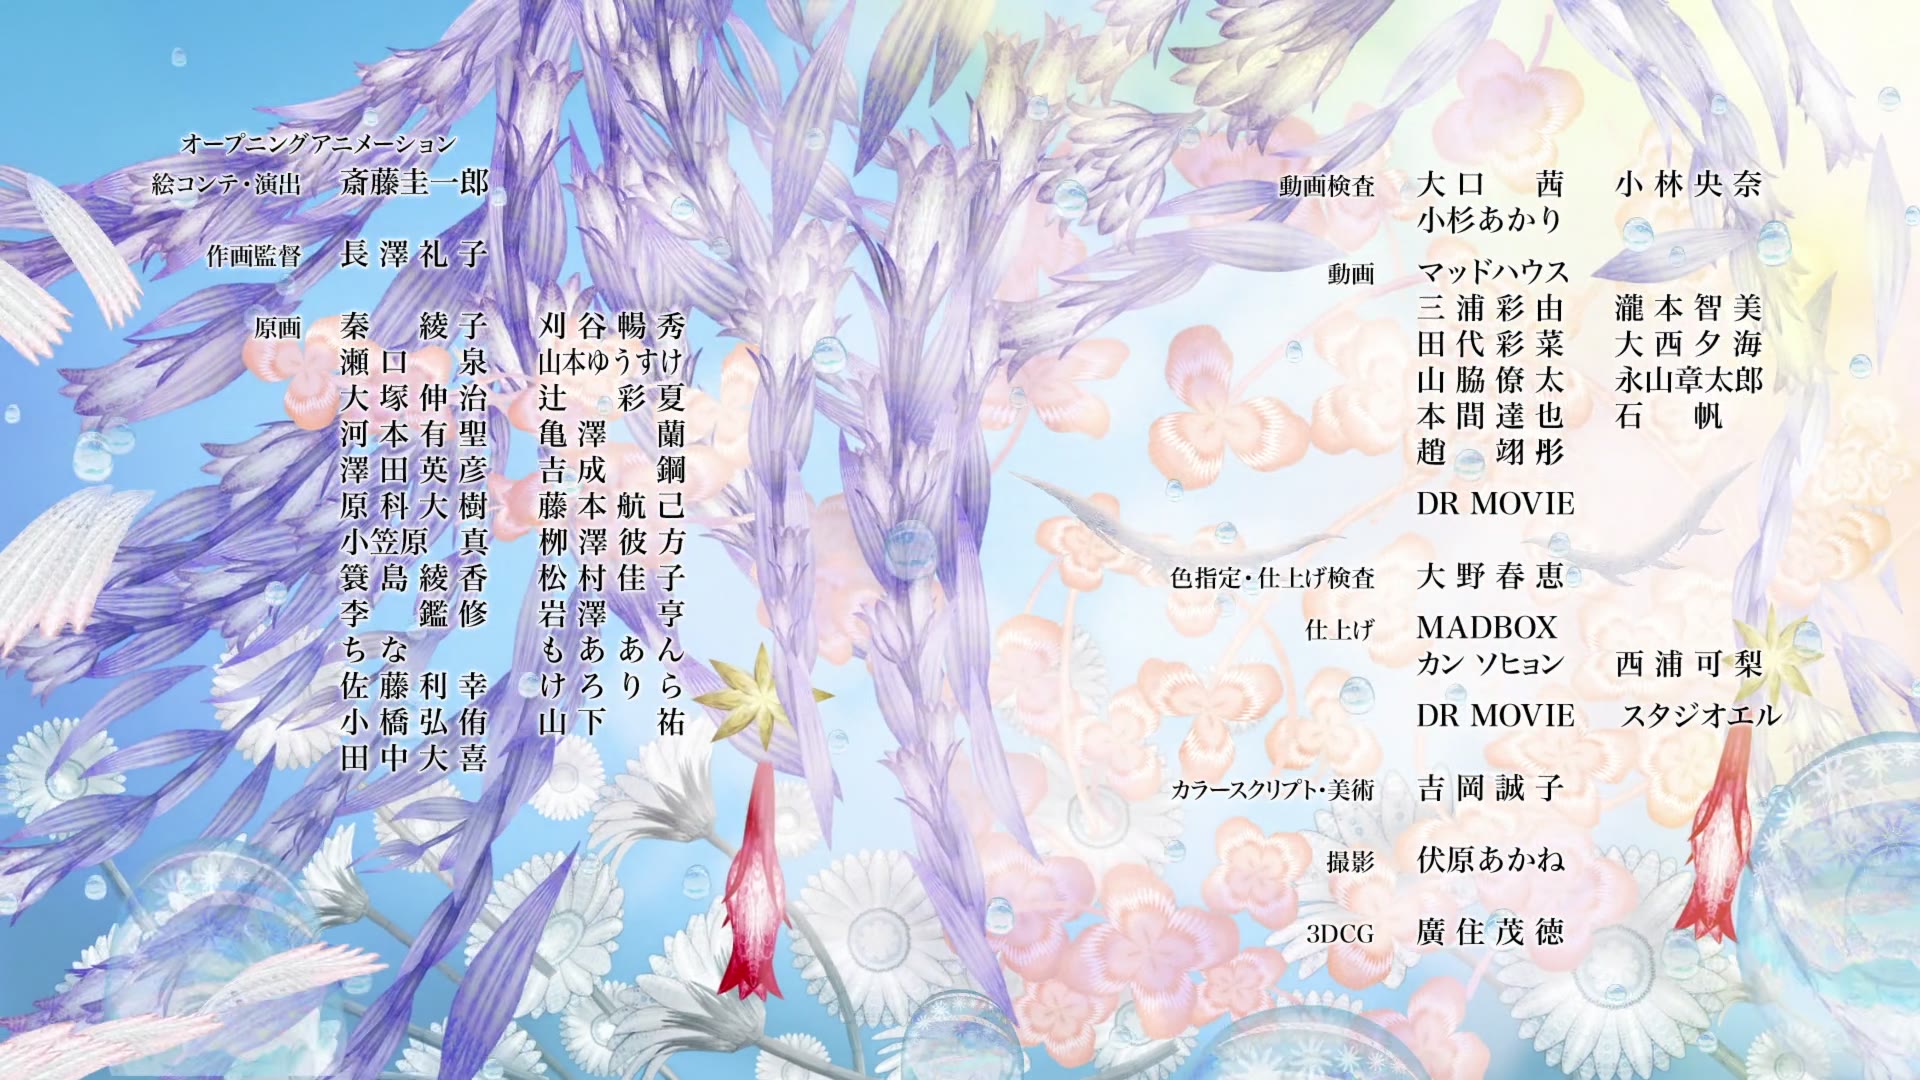 オープニングアニメーション
絵コンテ・演出 斎藤圭一郎
作画監督 長澤礼子
原画 秦綾子 刈谷暢秀
瀬口泉 山本ゆうすけ
大塚伸治 辻彩夏
河本有聖 亀澤蘭
澤田英彦 吉成鋼
原科大樹 藤本航己
小笠原真 栁澤彼方
簑島綾香 松村佳子
李鑑修 岩澤亨
ちな もああん
佐藤利幸 けろりら
小橋弘侑 山下祐
田中大喜
動画検査 大口茜 小林央奈
小杉あかり
動画 マッドハウス
三浦彩由 瀧本智美
田代彩菜 大西夕海
山脇僚太 永山章太郎
本間達也 石帆
趙翊彤
DR MOVIE
色指定・仕上げ検査 大野春恵
仕上げ MADBOX
カン ソヒョン 西浦可梨
DR MOVIE スタジオエル
カラースクリプト・美術 吉岡誠子
撮影 伏原あかね
3DCG 廣住茂徳